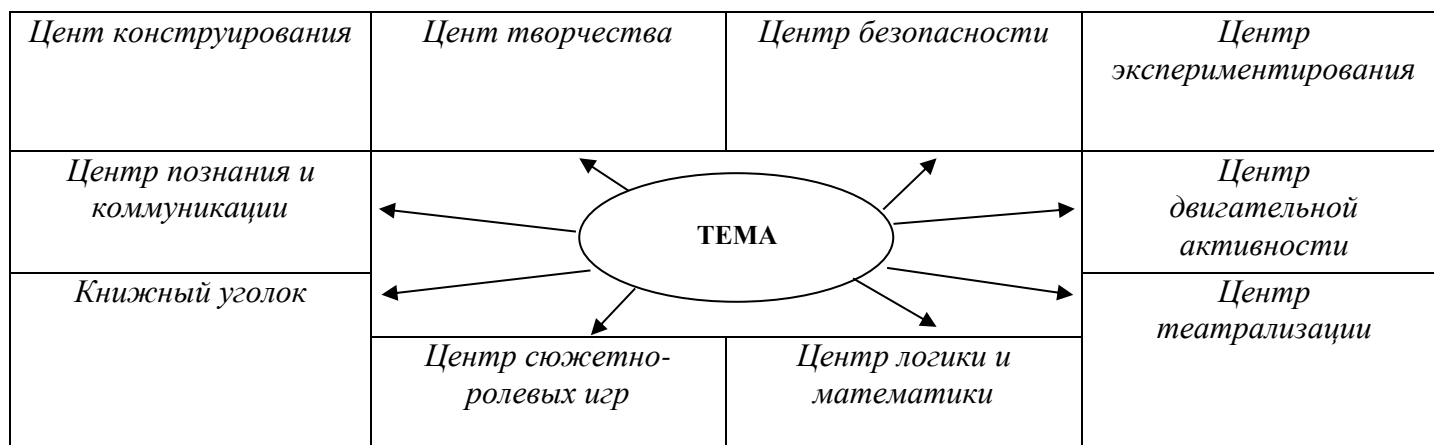 Цент конструирования
Цент творчества
Центр безопасности
Центр
экспериментирования
Центр познания и
коммуникации
ТЕМА
Центр
двигательной
активности
Книжный уголок
Центр
театрализации
Центр сюжетно-
ролевых игр
Центр логики и
математики